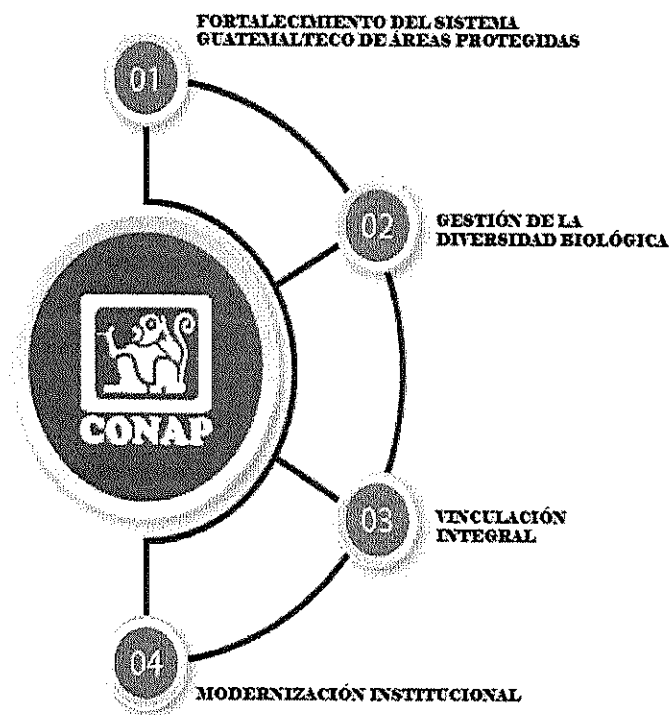 FORTALECIMIENTO DEL SISTEMA
GUATEMALTECO DE ÁREAS PROTEGIDAS
01
02
GESTIÓN DE LA
DIVERSIDAD BIOLÓGICA
CONAP
03
VINCULACIÓN
INTEGRAL
04
MODERNIZACIÓN INSTITUCIONAL